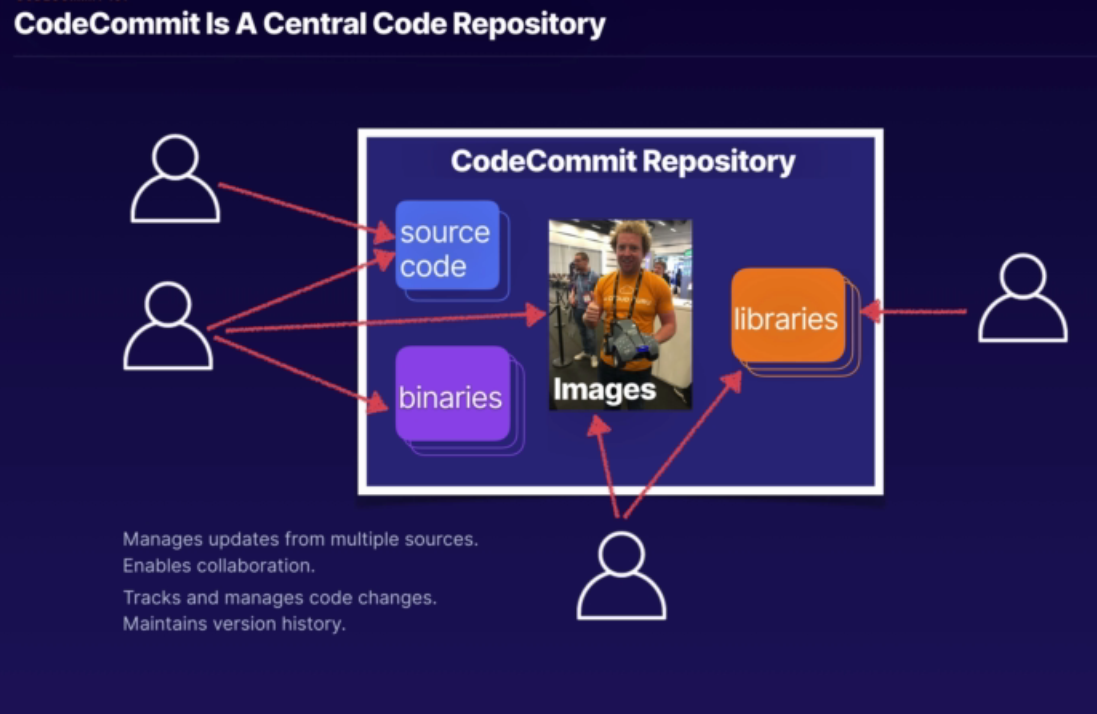 CodeCommit Is A Central Code Repository
CodeCommit Repository
source
code
Images
libraries
binaries
Manages updates from multiple sources.
Enables collaboration.
Tracks and manages code changes.
Maintains version history.